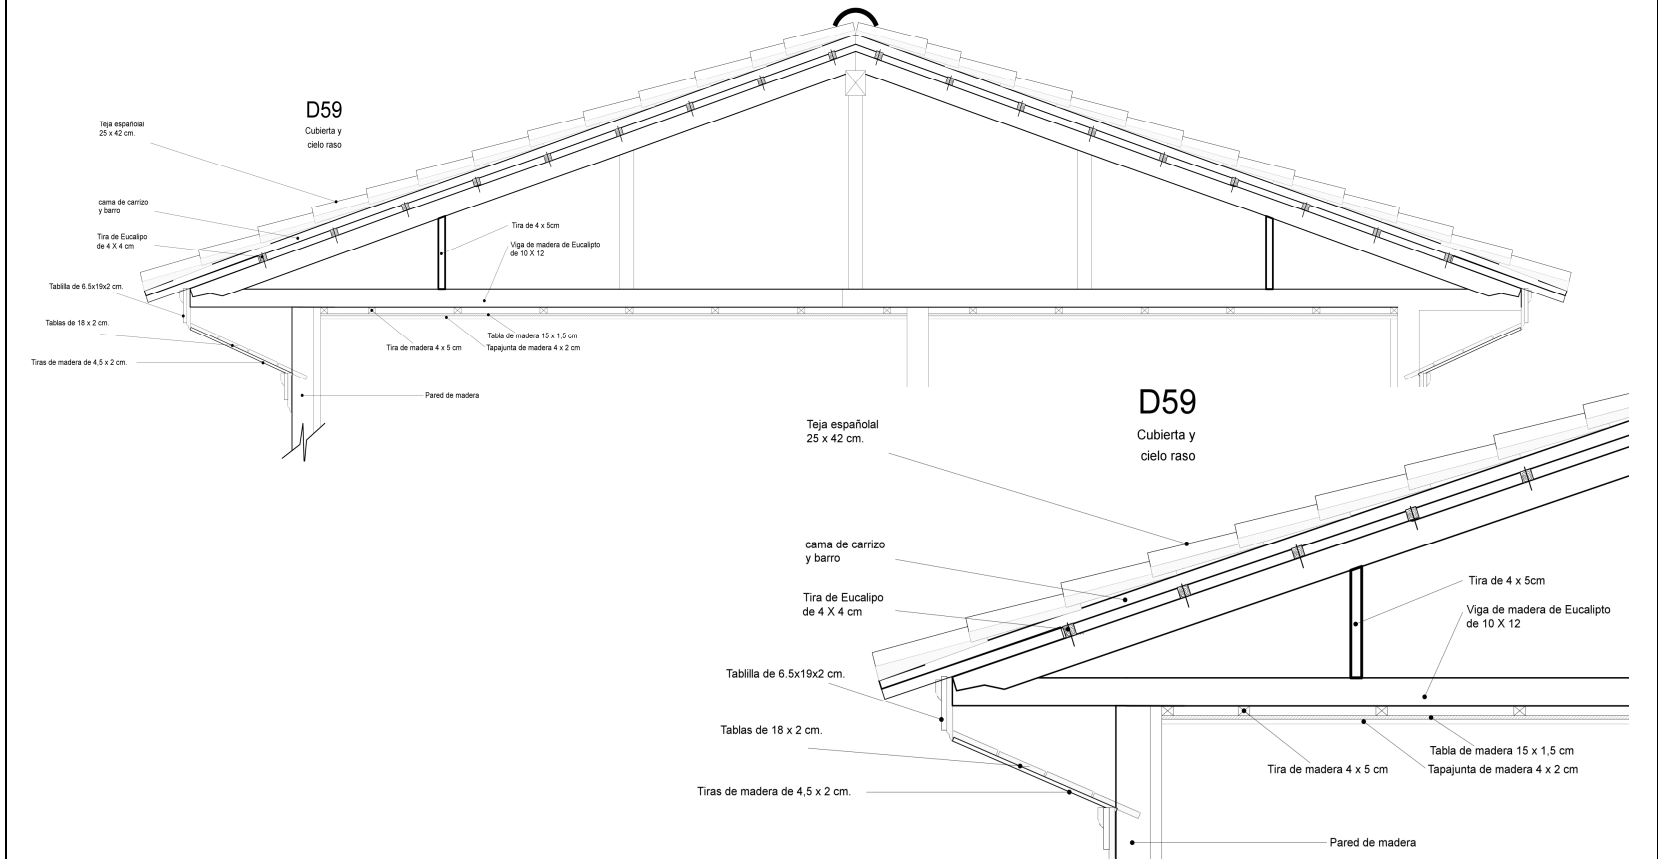 D59
Cubierta y
cielo raso
Teja españolal
25 x 42 cm.
cama de carrizo
y barro
Tira de Eucalipo
de 4 X 4 cm
Tablilla de 6.5x19x2 cm.
Tablas de 18 x 2 cm.
Tiras de madera de 4,5 x 2 cm.
Tira de 4 x 5cm
Viga de madera de Eucalipto
de 10 X 12
Tabla de madera 15 x 1,5 cm
Tira de madera 4 x 5 cm
Tapajunta de madera 4 x 2 cm
Pared de madera
D59
Cubierta y
cielo raso
Teja españolal
25 x 42 cm.
cama de carrizo
y barro
Tira de Eucalipo
de 4 X 4 cm
Tablilla de 6.5x19x2 cm.
Tablas de 18 x 2 cm.
Tiras de madera de 4,5 x 2 cm.
Tira de 4 x 5cm
Viga de madera de Eucalipto
de 10 X 12
Tabla de madera 15 x 1,5 cm
Tira de madera 4 x 5 cm
Tapajunta de madera 4 x 2 cm
Pared de madera